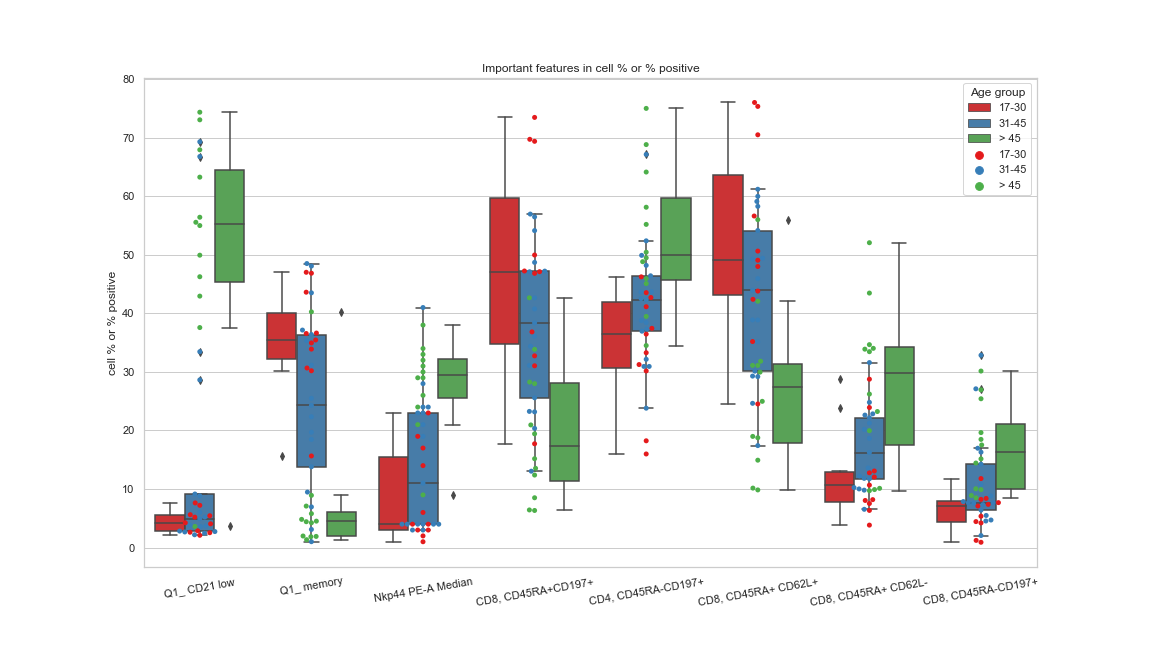 Important features in cell % or % positive
cell % or % positive
80
70
60
50
40
30
20
10
0
Age group
17-30
31-45
> 45
17-30
31-45
> 45
Q1_ CD21 low
Q1_ memory
Nkp44 PE-A Median
CD8, CD45RA+CD197+
CD4, CD45RA-CD197+
CD8, CD45RA+ CD62L+
CD8, CD45RA+ CD62L-
CD8, CD45RA-CD197+